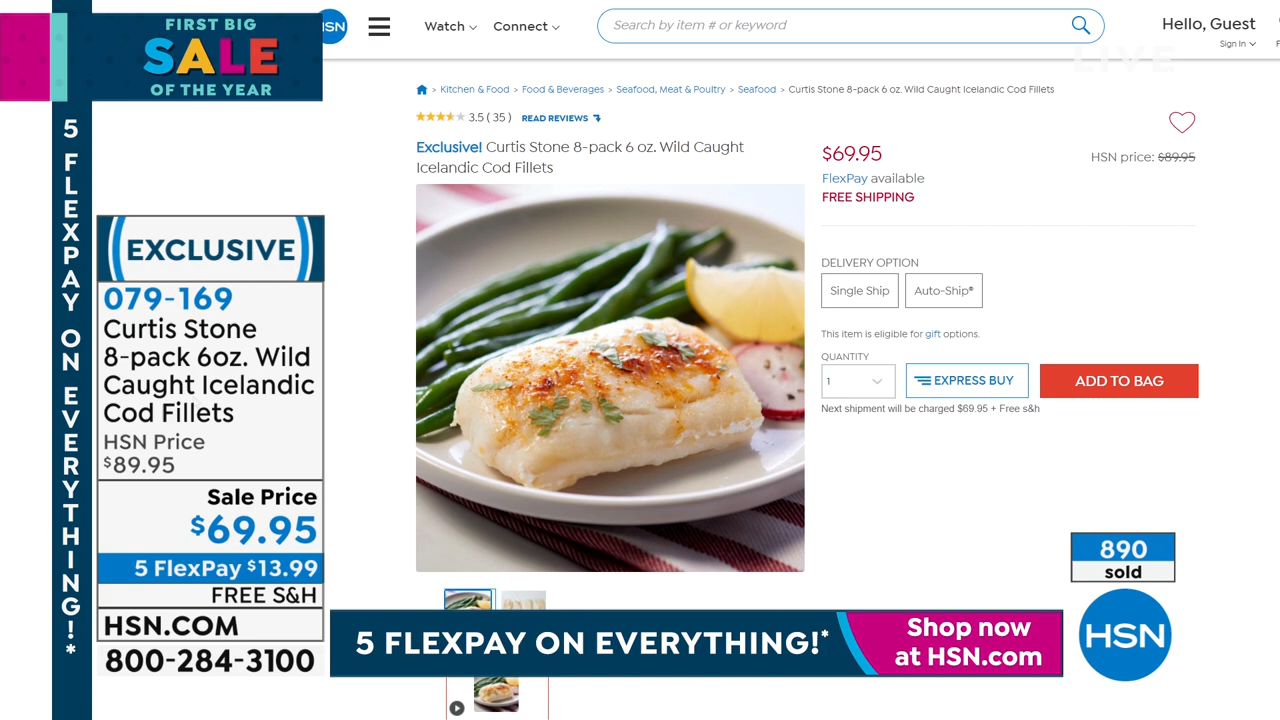 FIRST BIG
SALE
OF THE YEAR
5 FLEXPAY ON EVERYTHING!*
EXCLUSIVE
079-169
Curtis Stone
8-pack 6oz. Wild
Caught Icelandic
Cod Fillets
HSN Price
$89.95
Sale Price
$69.95
5 FlexPay $13.99
FREE S&H
HSN.COM
800-284-3100
HSN
Watch
Connect
Search by item # or keyword
Hello, Guest
Sign In
LIVE
> Kitchen & Food > Food & Beverages > Seafood, Meat & Poultry > Seafood > Curtis Stone 8-pack 6 oz. Wild Caught Icelandic Cod Fillets
3.5 ( 35 ) READ REVIEWS
Exclusive! Curtis Stone 8-pack 6 oz. Wild Caught
Icelandic Cod Fillets
$69.95
HSN price: $89.95
FlexPay available
FREE SHIPPING
DELIVERY OPTION
Single Ship
Auto-Ship®
This item is eligible for gift options.
QUANTITY
1
EXPRESS BUY
ADD TO BAG
Next shipment will be charged $69.95 + Free s&h
890
sold
5 FLEXPAY ON EVERYTHING!*
Shop now
at HSN.com
HSN